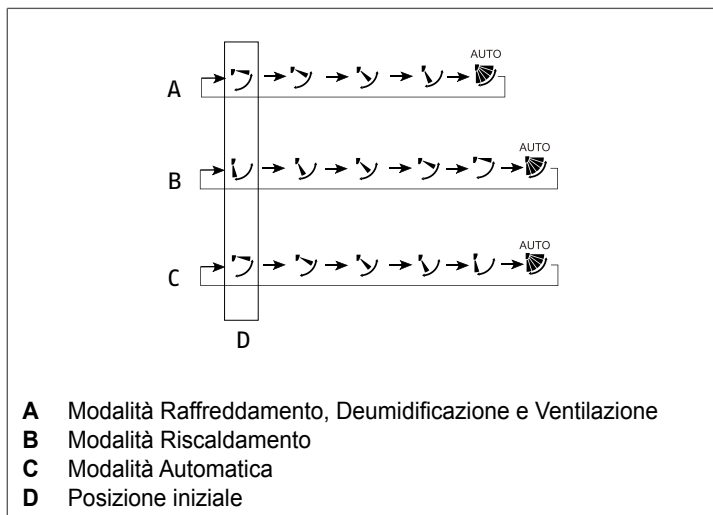 AUTO
A
AUTO
B
AUTO
C
D
A Modalità Raffreddamento, Deumidificazione e Ventilazione
B Modalità Riscaldamento
C Modalità Automatica
D Posizione iniziale